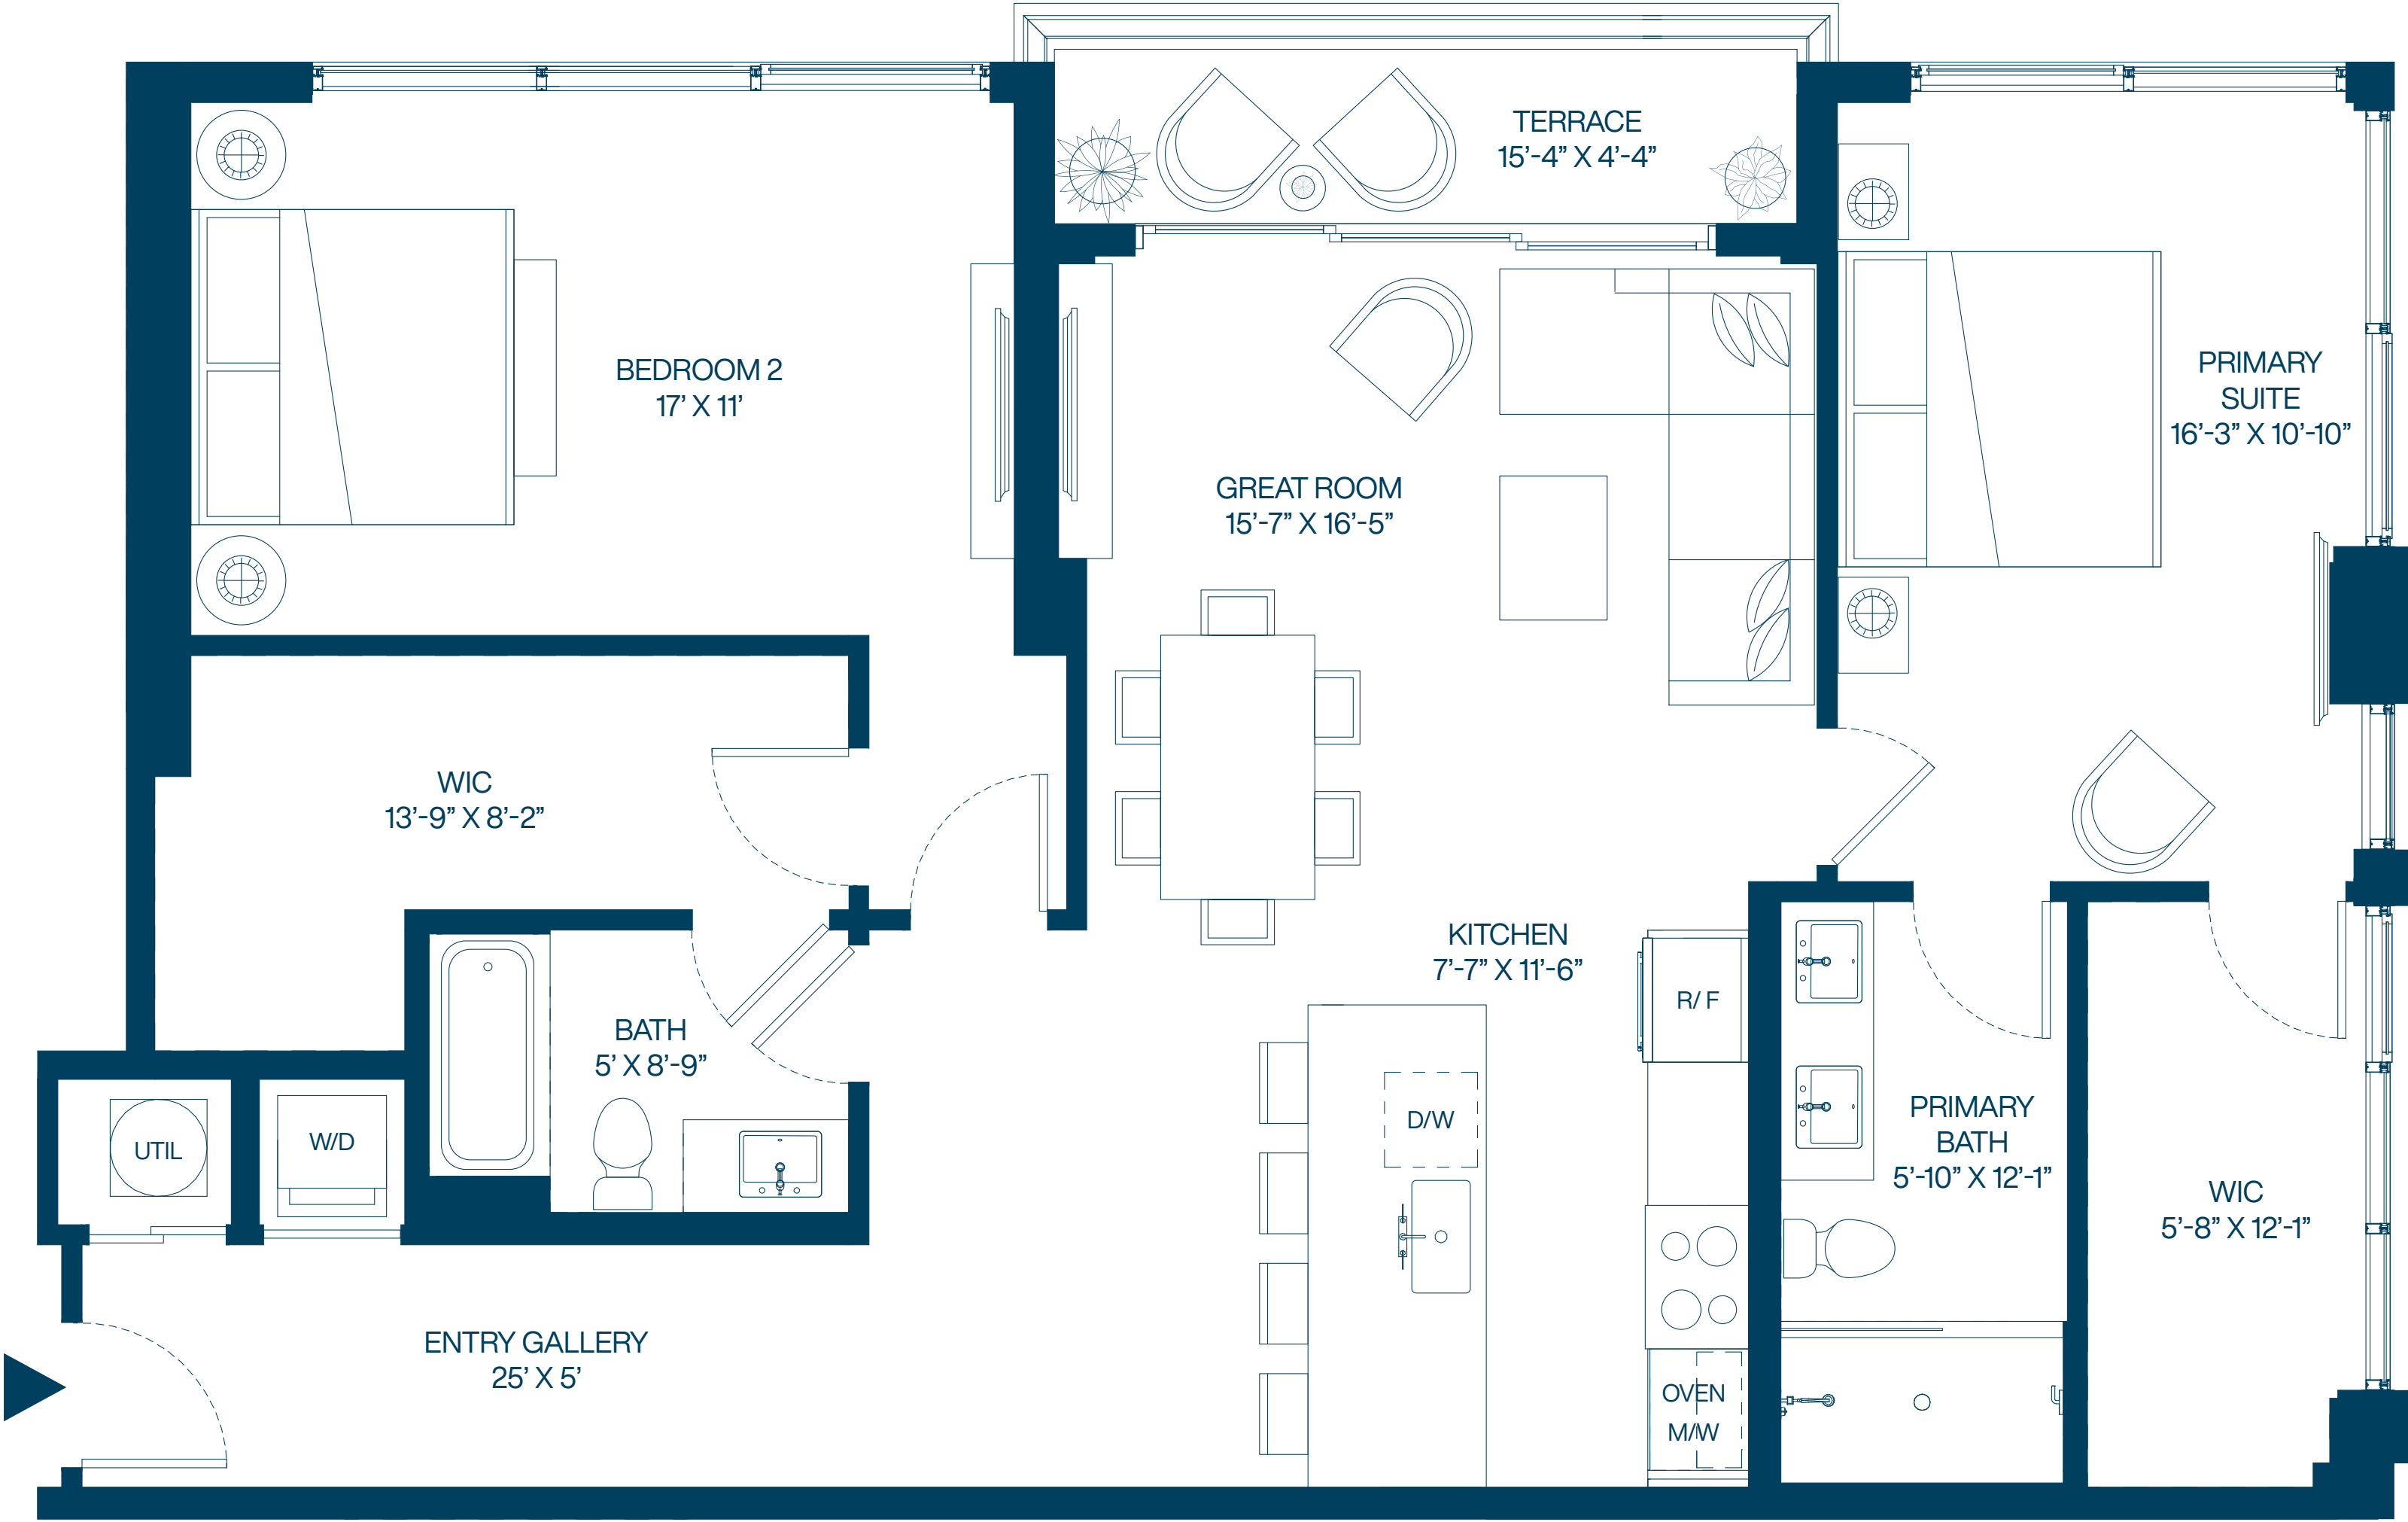 TERRACE
15’-4” X 4’-4”
BEDROOM 2
17’ X 11’
PRIMARY
SUITE
16’-3” X 10’-10”
GREAT ROOM
15’-7” X 16’-5”
WIC
13’-9” X 8’-2”
KITCHEN
7’-7” X 11’-6”
R/ F
BATH
5’ X 8’-9”
D/W
UTIL
W/D
PRIMARY
BATH
5’-10” X 12’-1”
WIC
5’-8” X 12’-1”
ENTRY GALLERY
25’ X 5’
OVEN
M/W